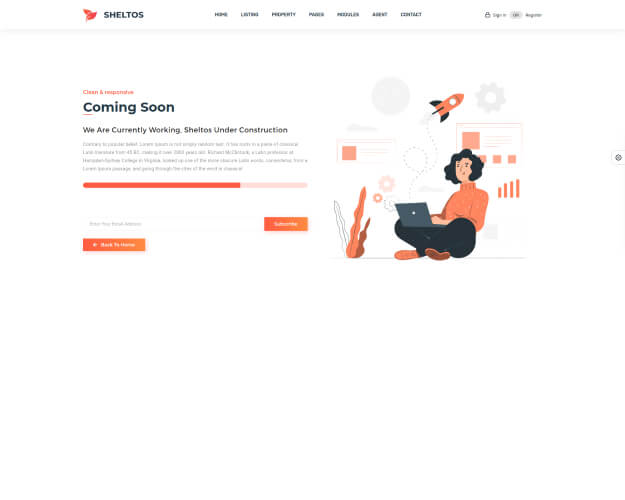 SHELTOS
HOME LISTING PROPERTY PAGES MODULES AGENT CONTACT
Sign in OR Register
Clean & responsive
Coming Soon
We Are Currently Working, Sheltos Under Construction
Contrary to popular belief, Lorem Ipsum is not simply random text. It has roots in a piece of classical
Latin literature from 45 BC, making it over 2000 years old. Richard McClintock, a Latin professor at
Hampden-Sydney College in Virginia, looked up one of the more obscure Latin words, consectetur, from a
Lorem Ipsum passage, and going through the cites of the word in classical
Enter Your Email Address
Subscribe
Back To Home